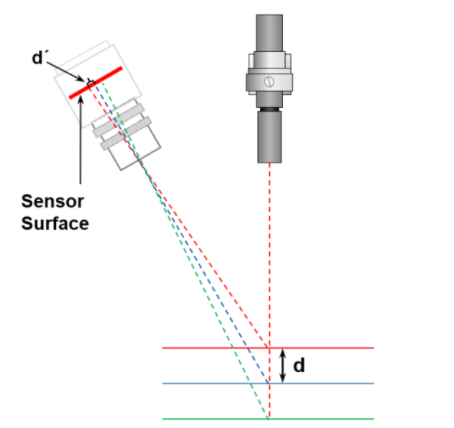 d´
Sensor
Surface
d